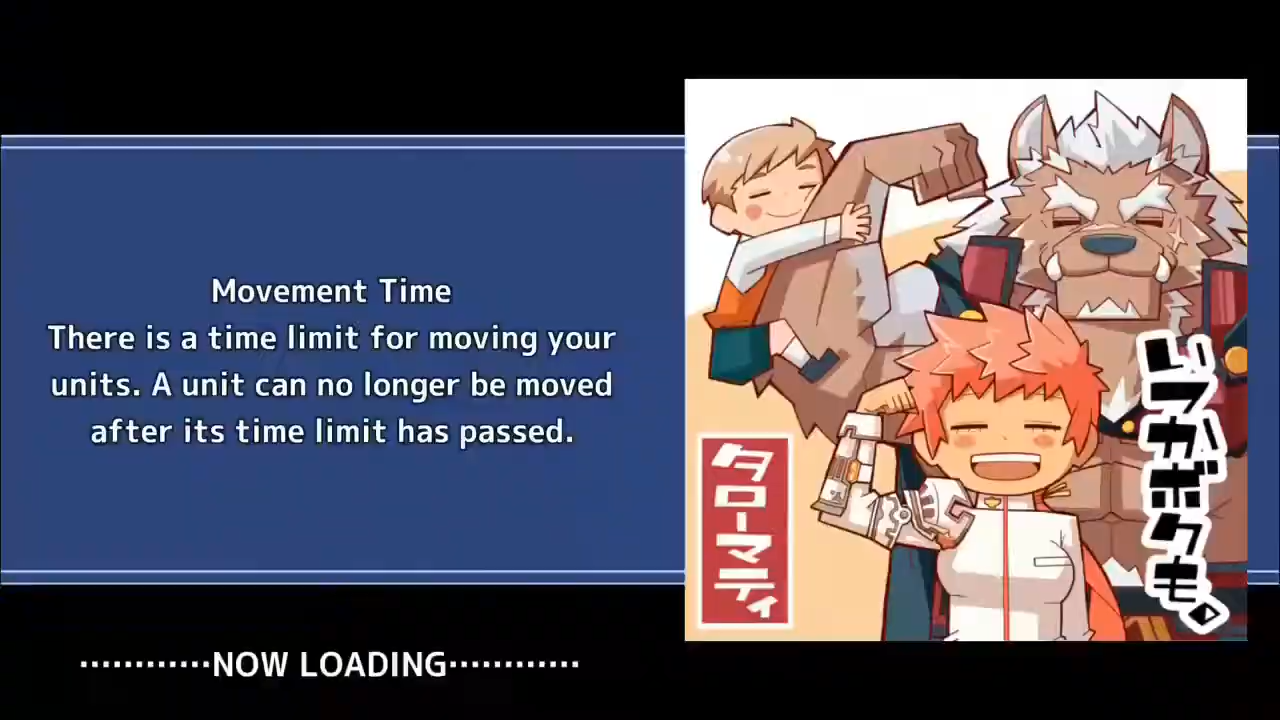 Movement Time
There is a time limit for moving your
units. A unit can no longer be moved
after its time limit has passed.
いつかボクも。
タローマティ
············NOW LOADING············